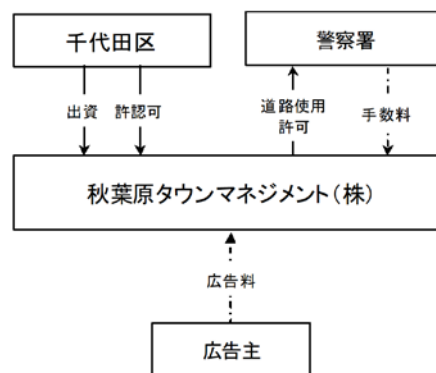 千代田区
警察署
出資
許認可
道路使用
許可
手数料
秋葉原タウンマネジメント(株)
広告料
広告主